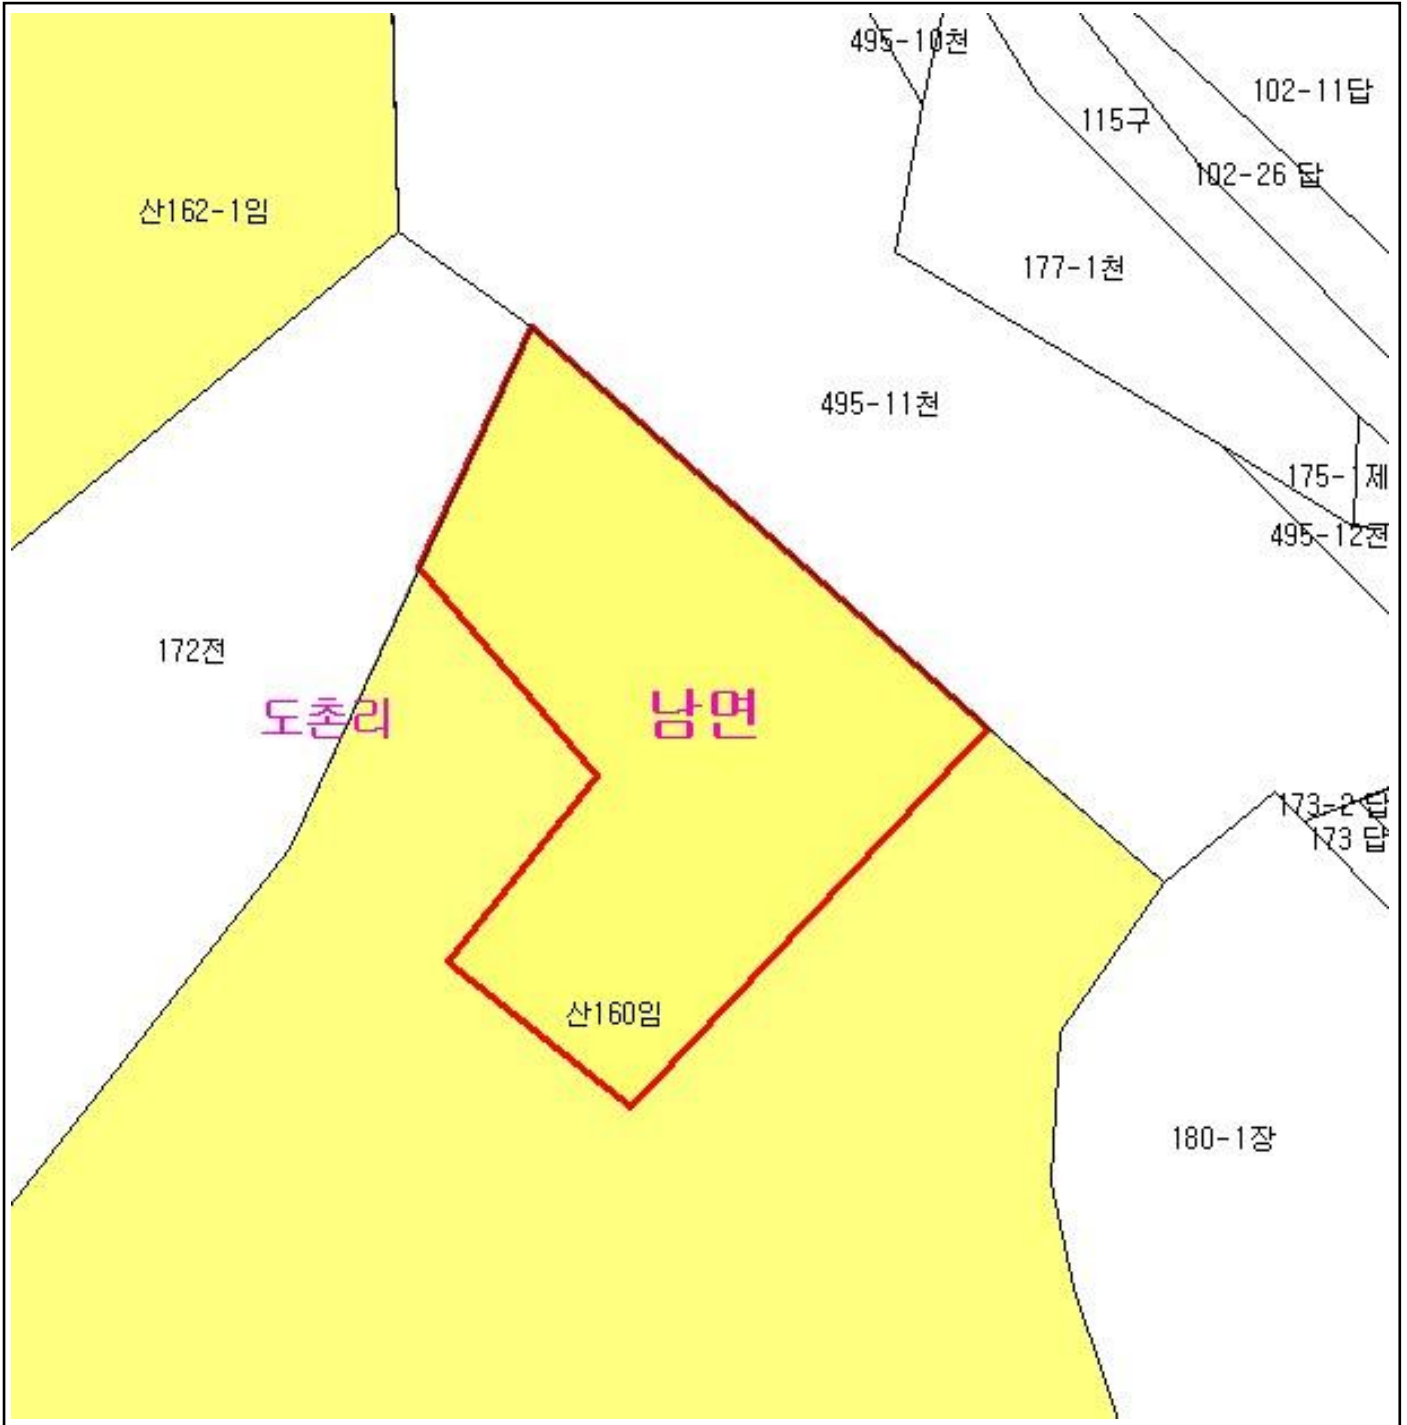 495-10천
102-11답
115구
102-26 답
산162-1임
177-1천
495-11천
175-1제
495-12천
172전
도촌리
남면
173-2 답
173 답
산160임
180-1장